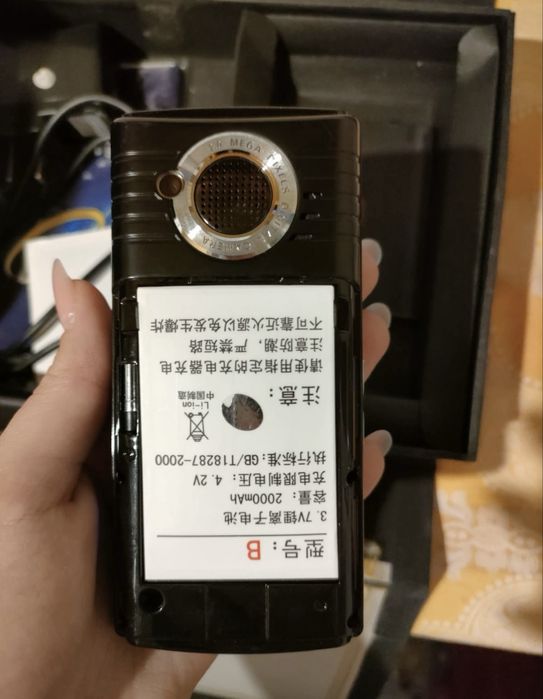 MEGA PIXELS
CAMERA
型号：B
3.7V锂离子电池
容量：2000mAh
充电限制电压：4.2V
执行标准：GB/T18287-2000
Li-ion
中国制造
注意：
请使用指定的充电器充电
注意防潮，严禁短路
不可靠近火源以免发生爆炸